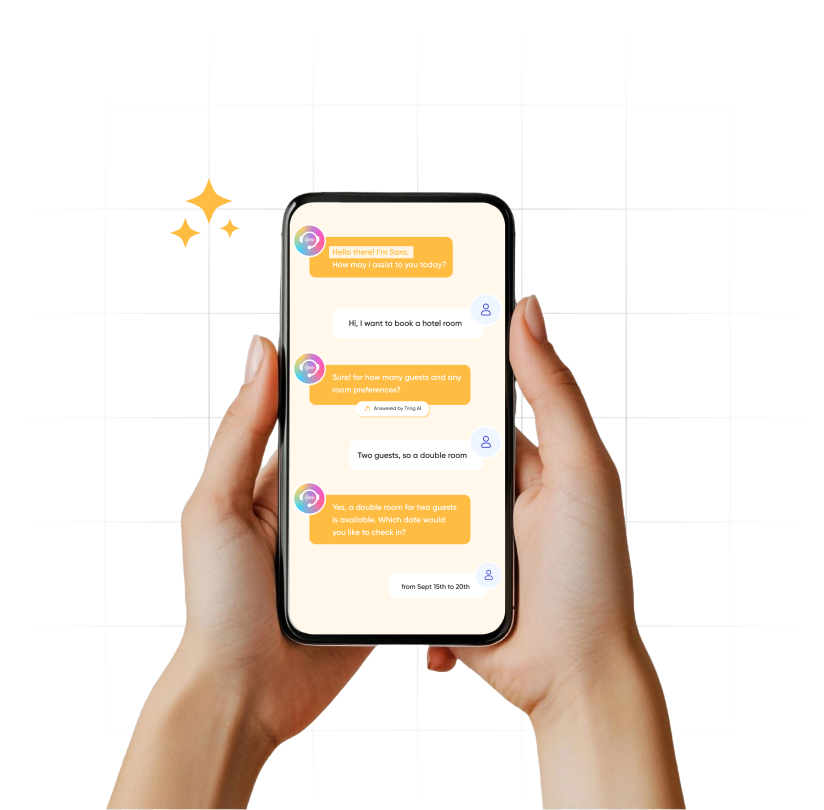 Hello there! I'm Sara.
How may I assist to you today?
Hi, I want to book a hotel room
Sure! for how many guests and any
room preferences?
Answered by Tring AI
Two guests, so a double room
Yes, a double room for two guests
is available. Which date would
you like to check in?
from Sept 15th to 20th